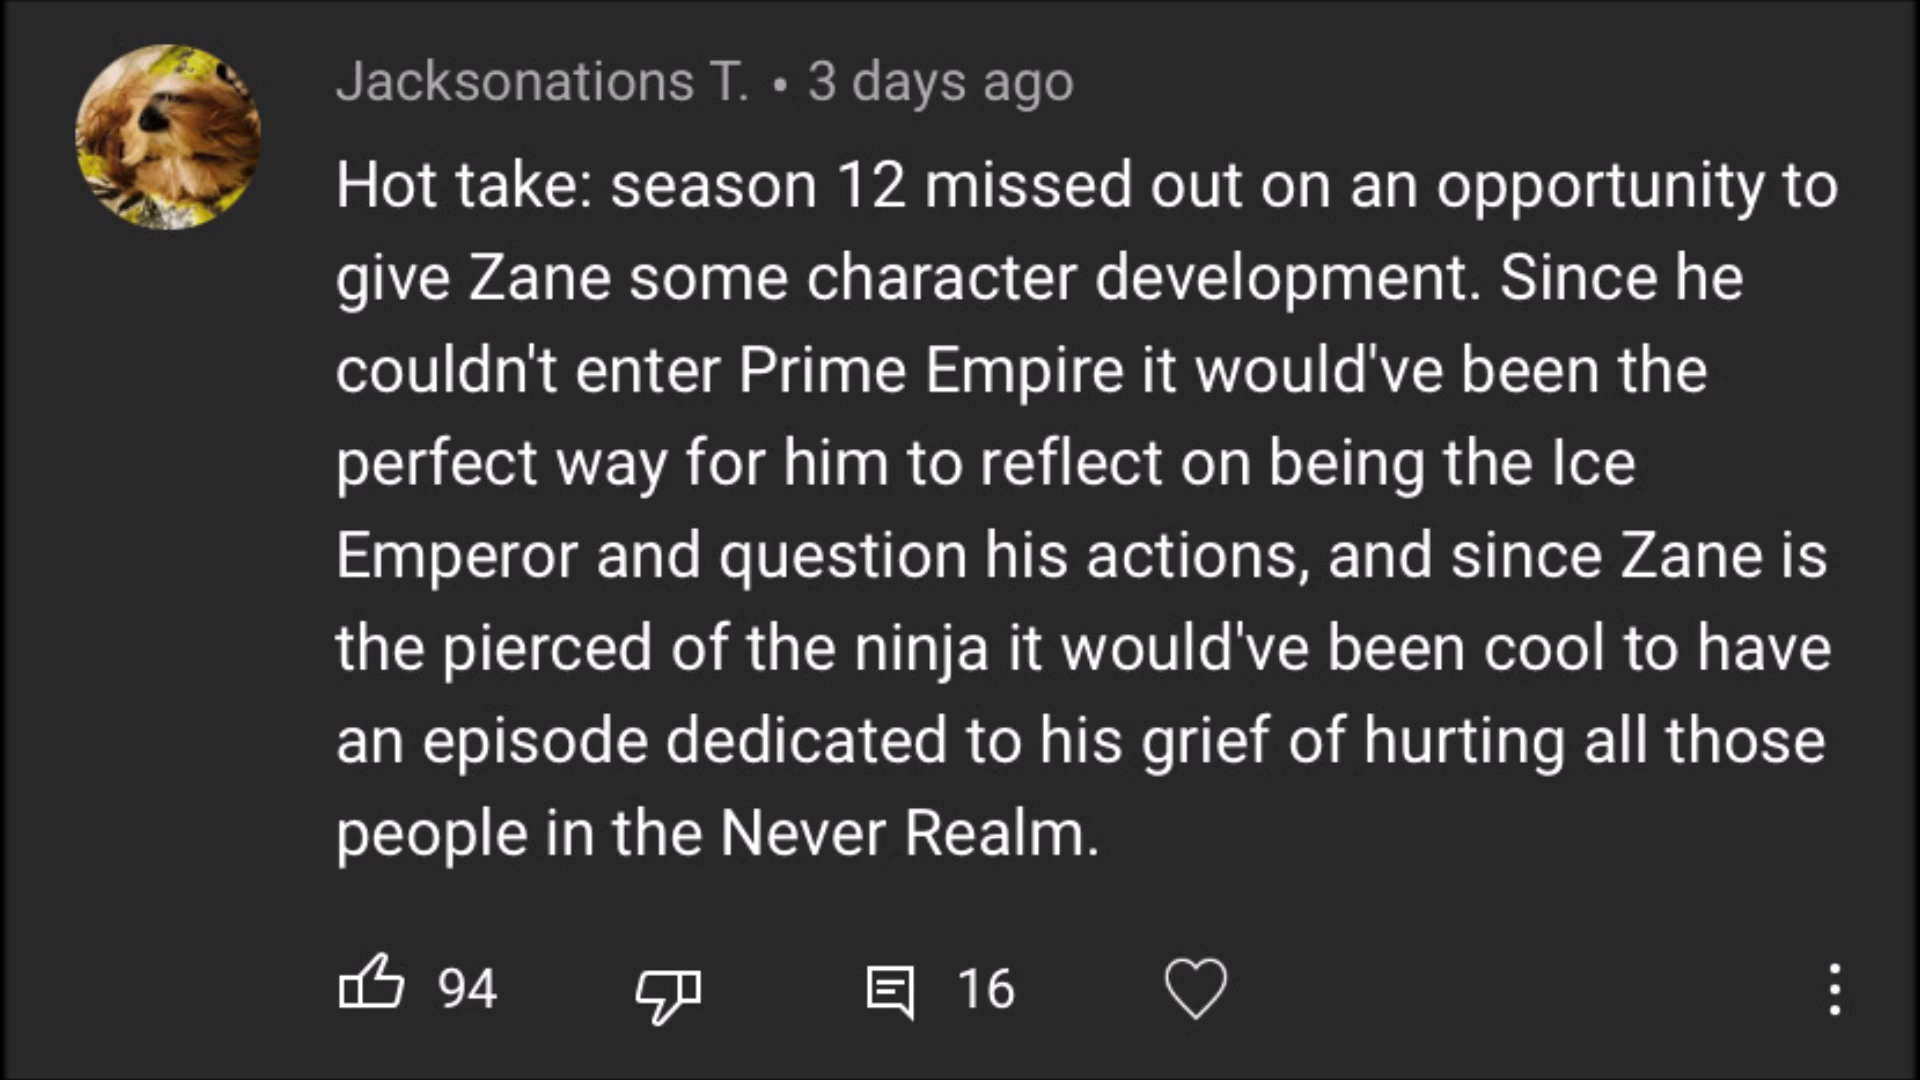 Jacksonations T. • 3 days ago
Hot take: season 12 missed out on an opportunity to
give Zane some character development. Since he
couldn't enter Prime Empire it would've been the
perfect way for him to reflect on being the Ice
Emperor and question his actions, and since Zane is
the pierced of the ninja it would've been cool to have
an episode dedicated to his grief of hurting all those
people in the Never Realm.
94 16